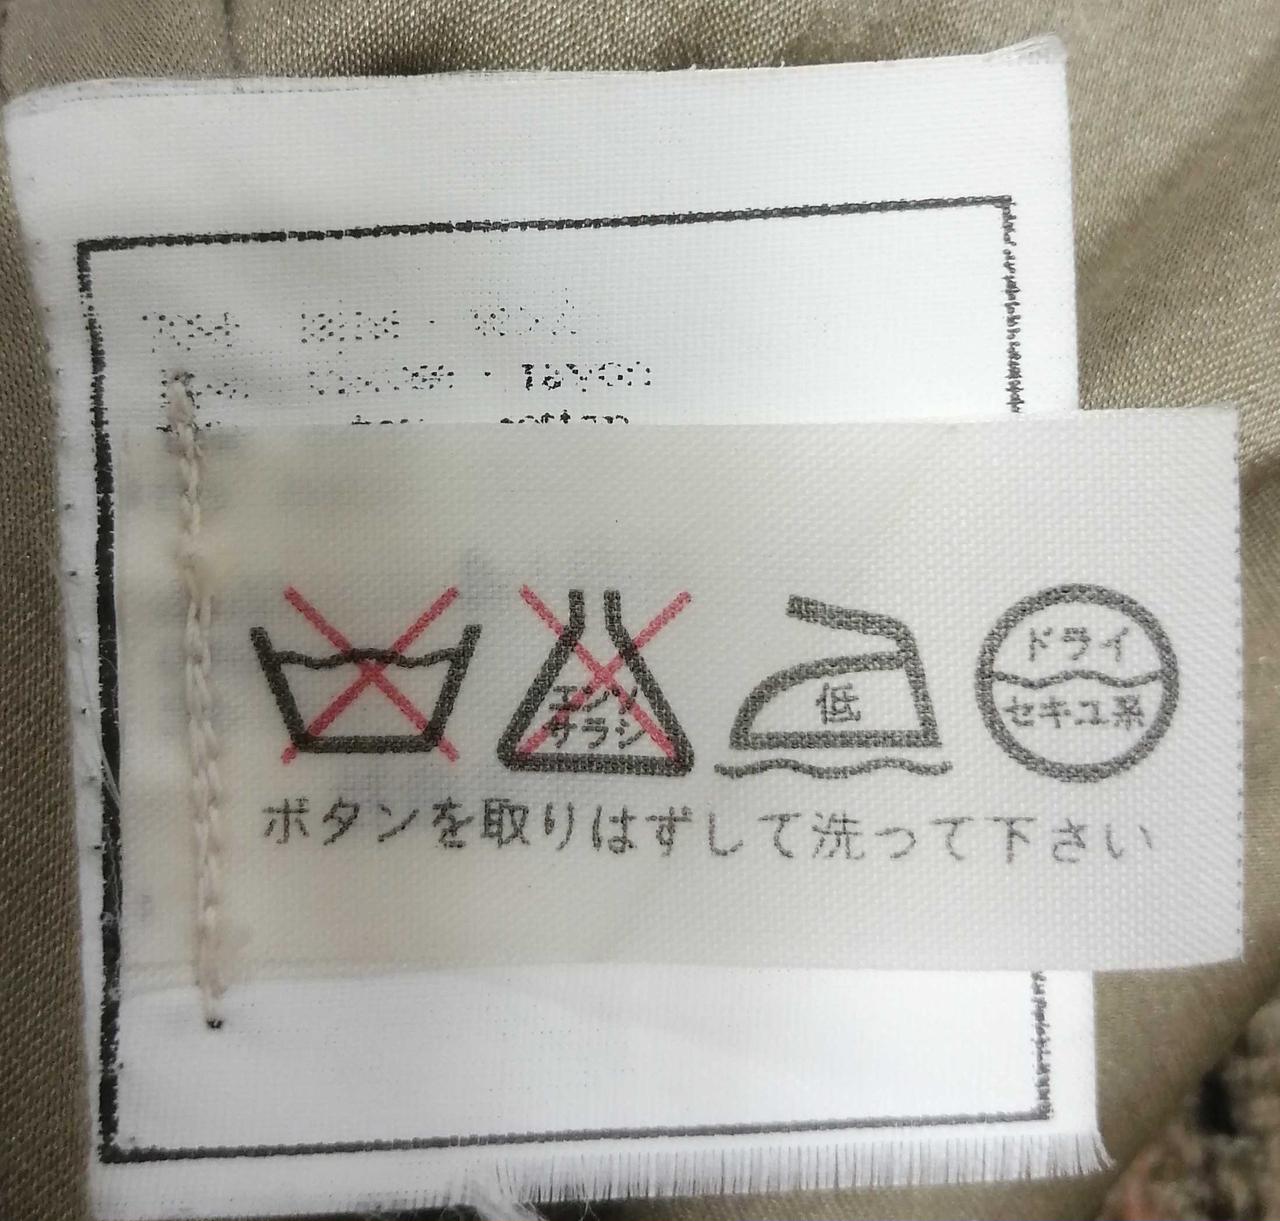 cotton
エンソ
サラシ
低
ドライ
セキユ系
ボタンを取りはずして洗って下さい